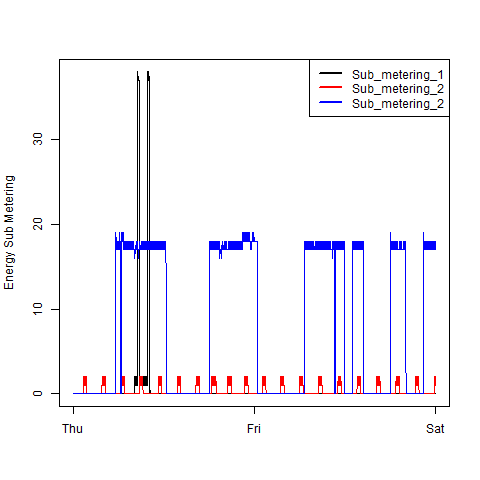 Sub_metering_1
Sub_metering_2
Sub_metering_2
Energy Sub Metering
30
20
10
0
Thu Fri Sat